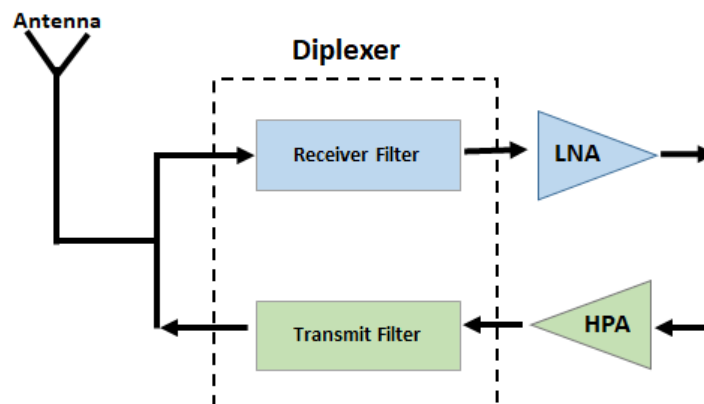 Antenna
Diplexer
Receiver Filter
LNA
Transmit Filter
HPA